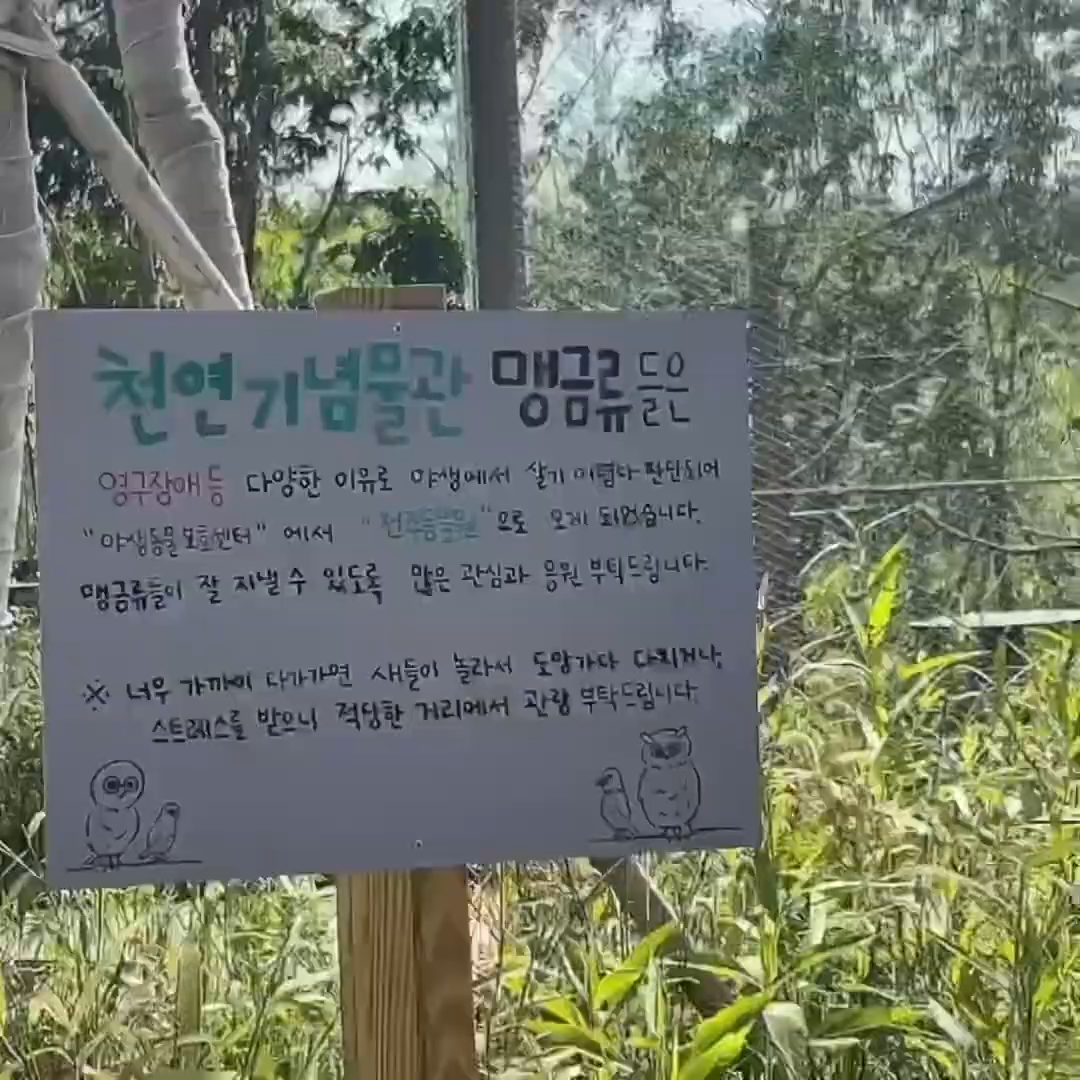 천연기념물관 맹금류들은
영구장애 등 다양한 이유로 야생에서 살기 어렵다 판단되어
"야생동물보호센터" 에서 "전주동물원"으로 오게 되었습니다.
맹금류들이 잘 지낼 수 있도록 많은 관심과 응원 부탁드립니다.
※ 너무 가까이 다가가면 새들이 놀라서 도망가다 다치거나,
스트레스를 받으니 적당한 거리에서 관람 부탁드립니다.